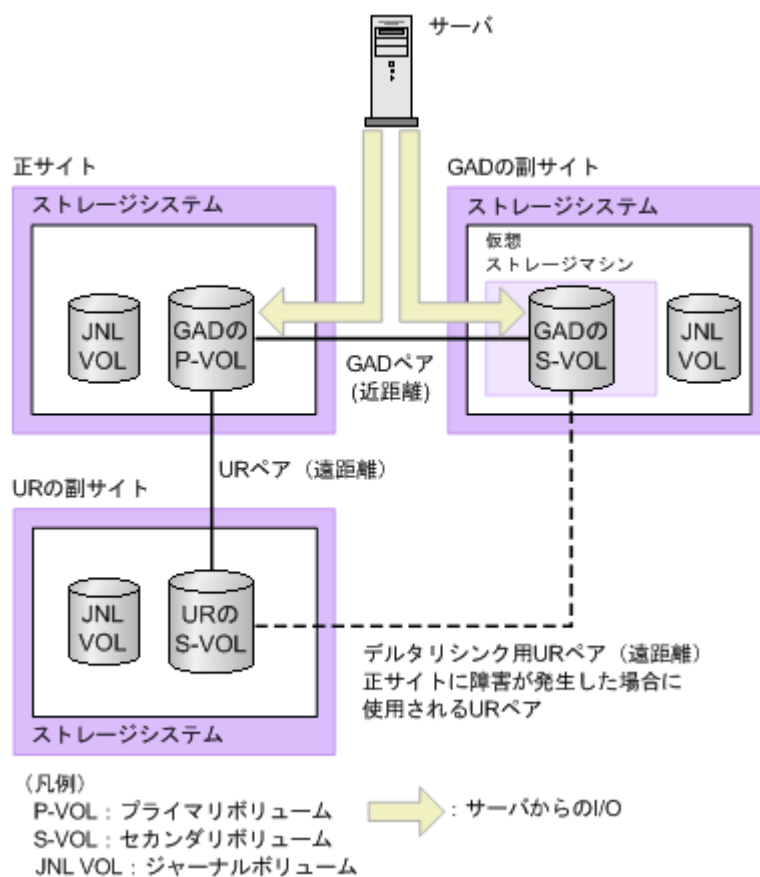 サーバ
正サイト
GADの副サイト
ストレージシステム
ストレージシステム
仮想
ストレージマシン
JNL
VOL
GADの
P-VOL
GADの
S-VOL
JNL
VOL
GADペア
(近距離)
URペア（遠距離）
URの副サイト
JNL
VOL
URの
S-VOL
デルタリシンク用URペア（遠距離）
正サイトに障害が発生した場合に
使用されるURペア
ストレージシステム
（凡例）
P-VOL：プライマリボリューム
：サーバからのI/O
S-VOL：セカンダリボリューム
JNL VOL：ジャーナルボリューム